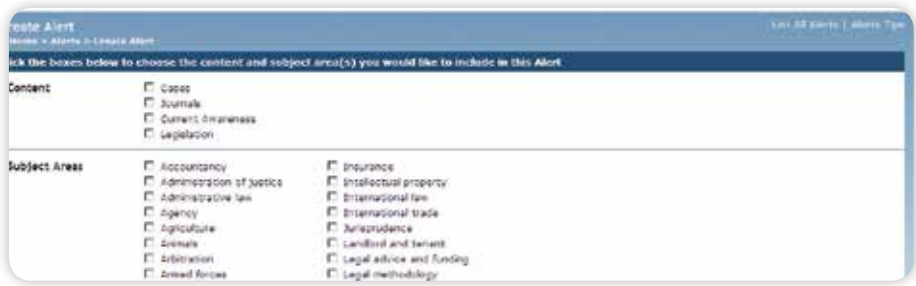 reate Alert
List All Alerts | Alerts Tips
Home > Alerts > Create Alert
ick the boxes below to choose the content and subject area(s) you would like to include in this Alert
Content
Cases
Journals
Current Awareness
Legislation
Subject Areas
Accountancy
Administration of justice
Administrative law
Agency
Agriculture
Animals
Arbitration
Armed forces
Insurance
Intellectual property
International law
International trade
Jurisprudence
Landlord and tenant
Legal advice and funding
Legal methodology